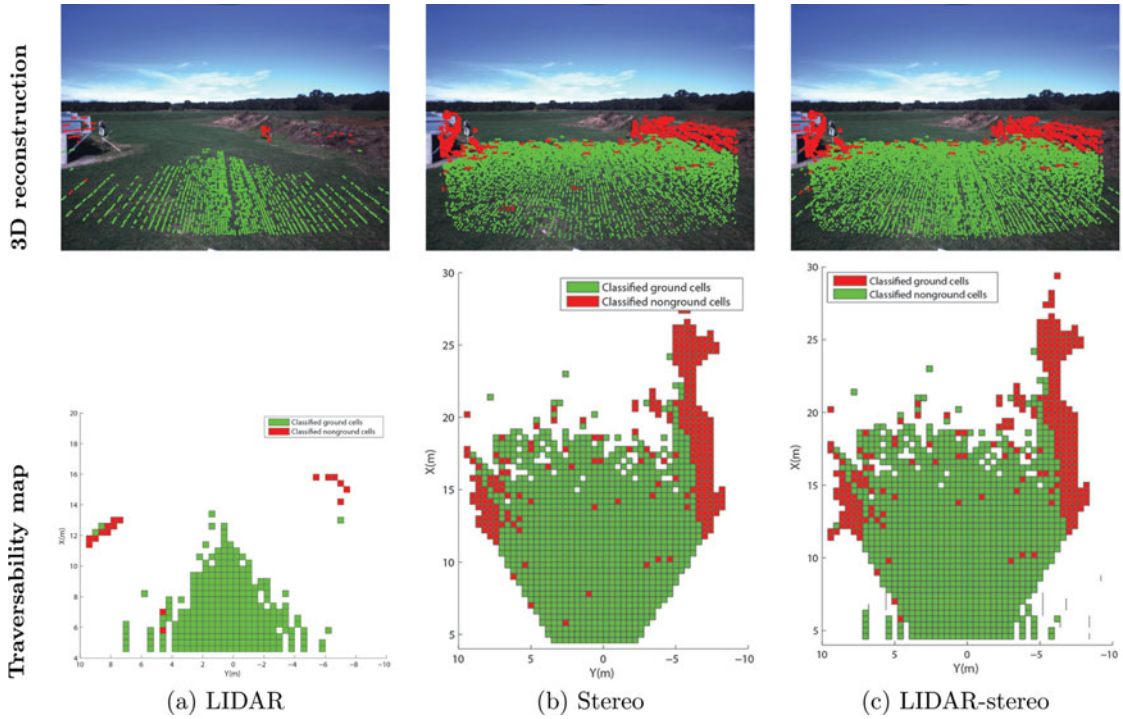 3D reconstruction
30
Classified ground cells
Classified nonground cells
25
20
15
10
5
X(m)
10 5 0 −5 −10
Y(m)
30
Classified ground cells
Classified nonground cells
25
20
15
10
5
X(m)
10 5 0 −5 −10
Y(m)
Traversability map
20
Classified ground cells
Classified nonground cells
18
16
14
12
10
8
6
4
X(m)
10 8 6 4 2 0 −2 −4 −6 −8 −10
Y(m)
(a) LIDAR
(b) Stereo
(c) LIDAR-stereo